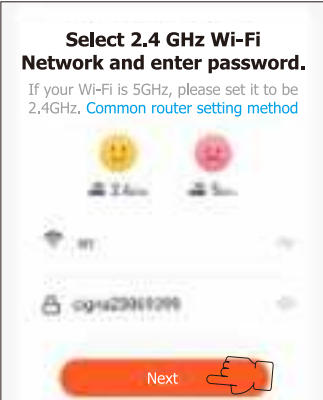 Select 2.4 GHz Wi-Fi
Network and enter password.
If your Wi-Fi is 5GHz, please set it to be
2.4GHz. Common router setting method
Next